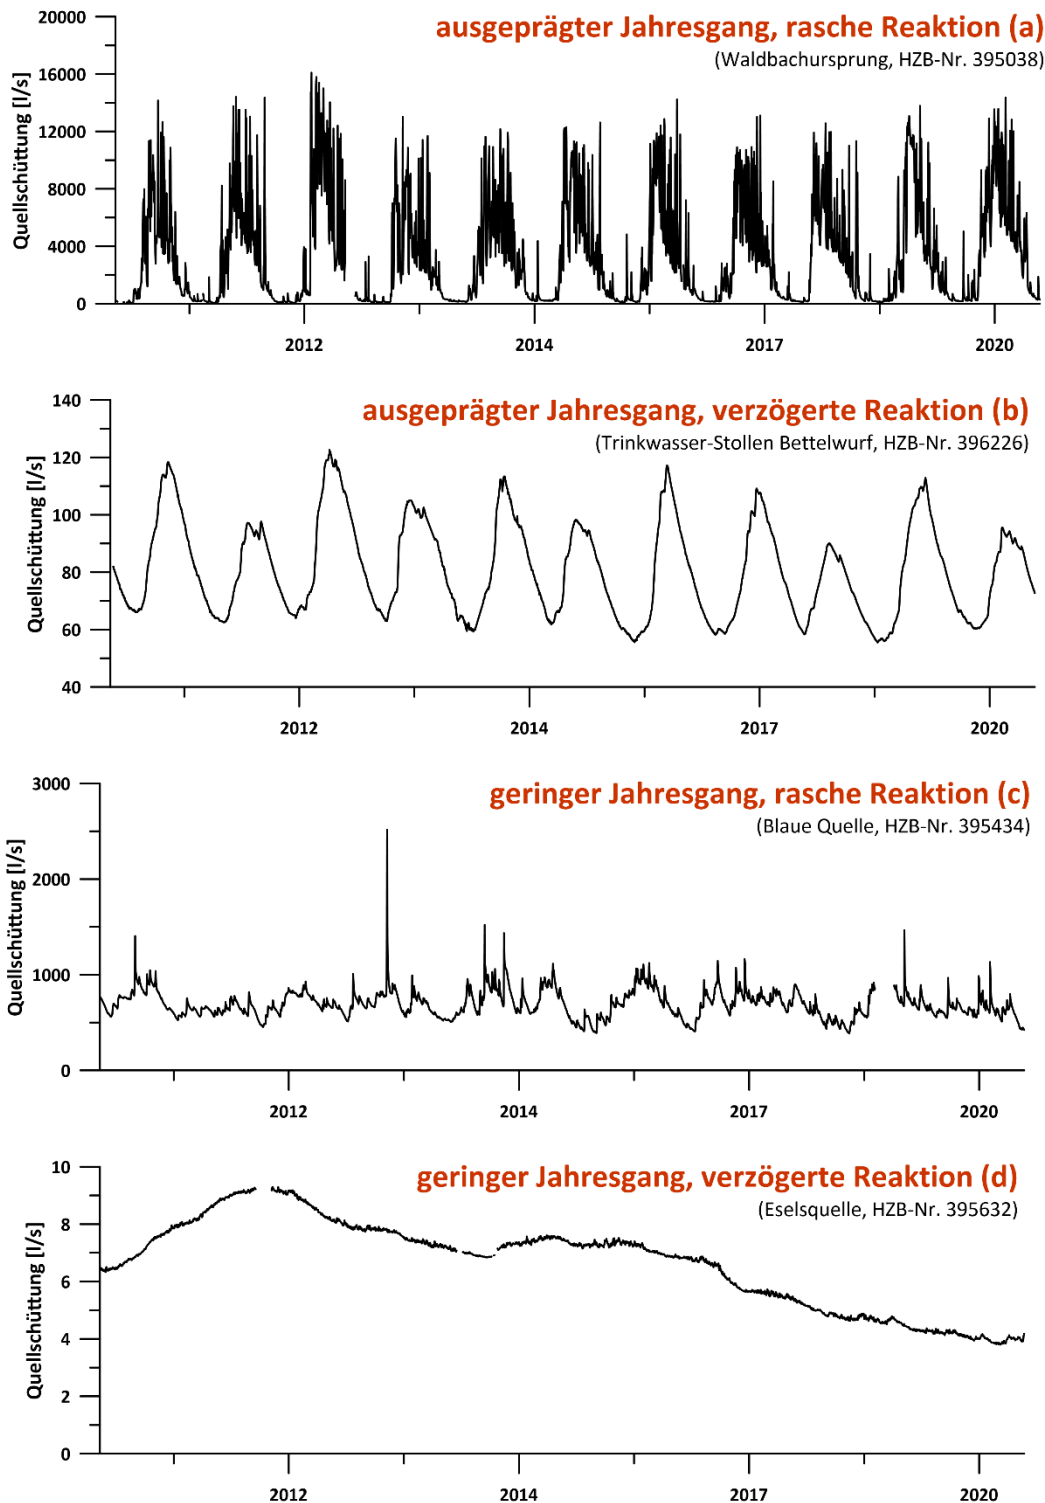 ausgeprägter Jahresgang, rasche Reaktion (a)
(Waldbachursprung, HZB-Nr. 395038)
Quellschüttung [l/s]
20000
16000
12000
8000
4000
0
2012 2014 2017 2020
ausgeprägter Jahresgang, verzögerte Reaktion (b)
(Trinkwasser-Stollen Bettelwurf, HZB-Nr. 396226)
Quellschüttung [l/s]
140
120
100
80
60
40
2012 2014 2017 2020
geringer Jahresgang, rasche Reaktion (c)
(Blaue Quelle, HZB-Nr. 395434)
Quellschüttung [l/s]
3000
2000
1000
0
2012 2014 2017 2020
geringer Jahresgang, verzögerte Reaktion (d)
(Eselsquelle, HZB-Nr. 395632)
Quellschüttung [l/s]
10
8
6
4
2
0
2012 2014 2017 2020